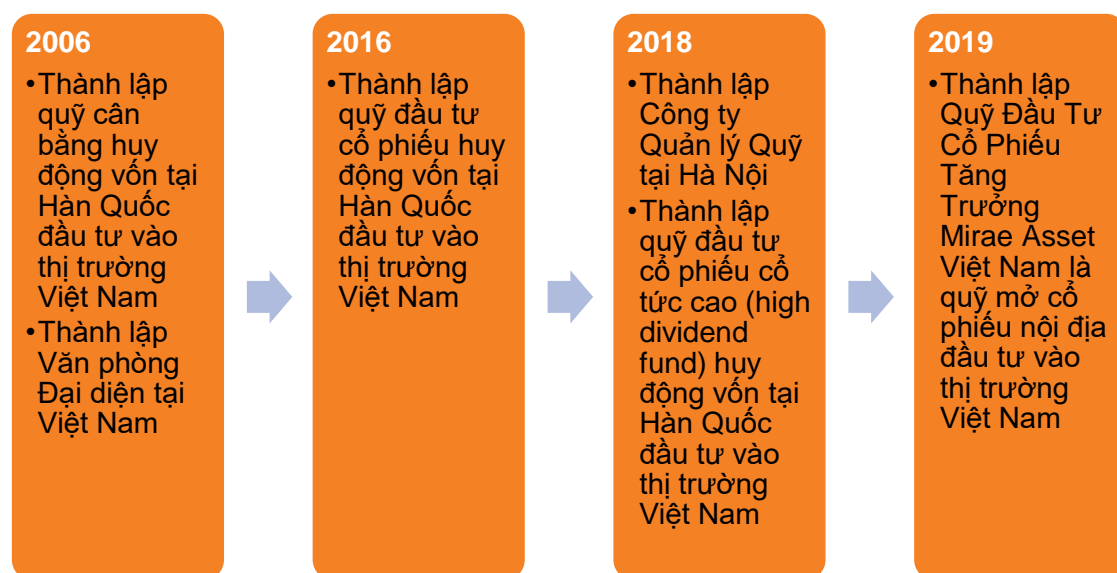 2006
•Thành lập
quỹ cân
bằng huy
động vốn tại
Hàn Quốc
đầu tư vào
thị trường
Việt Nam
•Thành lập
Văn phòng
Đại diện tại
Việt Nam
2016
•Thành lập
quỹ đầu tư
cổ phiếu huy
động vốn tại
Hàn Quốc
đầu tư vào
thị trường
Việt Nam
2018
•Thành lập
Công ty
Quản lý Quỹ
tại Hà Nội
•Thành lập
quỹ đầu tư
cổ phiếu cổ
tức cao (high
dividend
fund) huy
động vốn tại
Hàn Quốc
đầu tư vào
thị trường
Việt Nam
2019
•Thành lập
Quỹ Đầu Tư
Cổ Phiếu
Tăng
Trưởng
Mirae Asset
Việt Nam là
quỹ mở cổ
phiếu nội địa
đầu tư vào
thị trường
Việt Nam